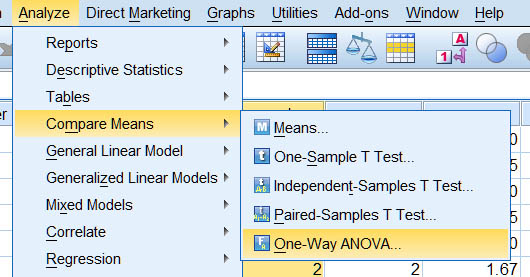 Analyze Direct Marketing Graphs Utilities Add-ons Window Help
Reports
Descriptive Statistics
Tables
Compare Means
General Linear Model
Generalized Linear Models
Mixed Models
Correlate
Regression
M Means...
t One-Sample T Test...
Independent-Samples T Test...
Paired-Samples T Test...
One-Way ANOVA...
2 2 1.67